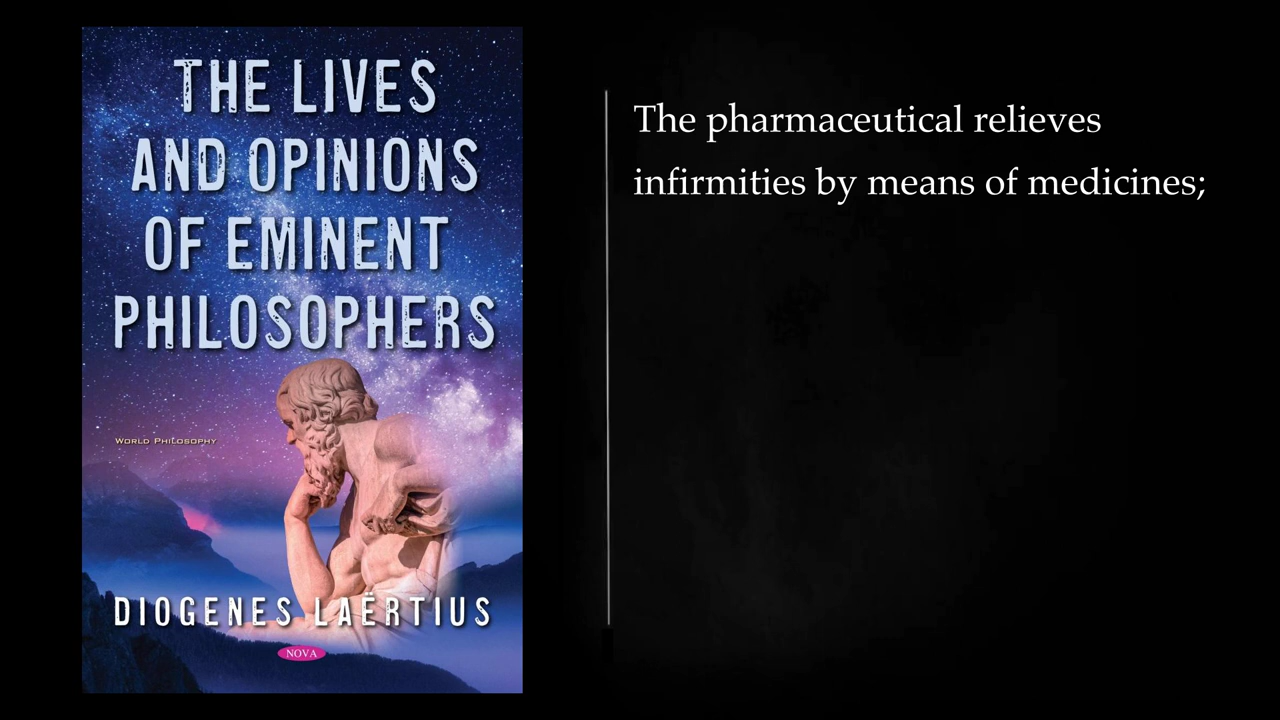 THE LIVES
AND OPINIONS
OF EMINENT
PHILOSOPHERS
WORLD PHILOSOPHY
DIOGENES LAËRTIUS
NOVA
The pharmaceutical relieves
infirmities by means of medicines;